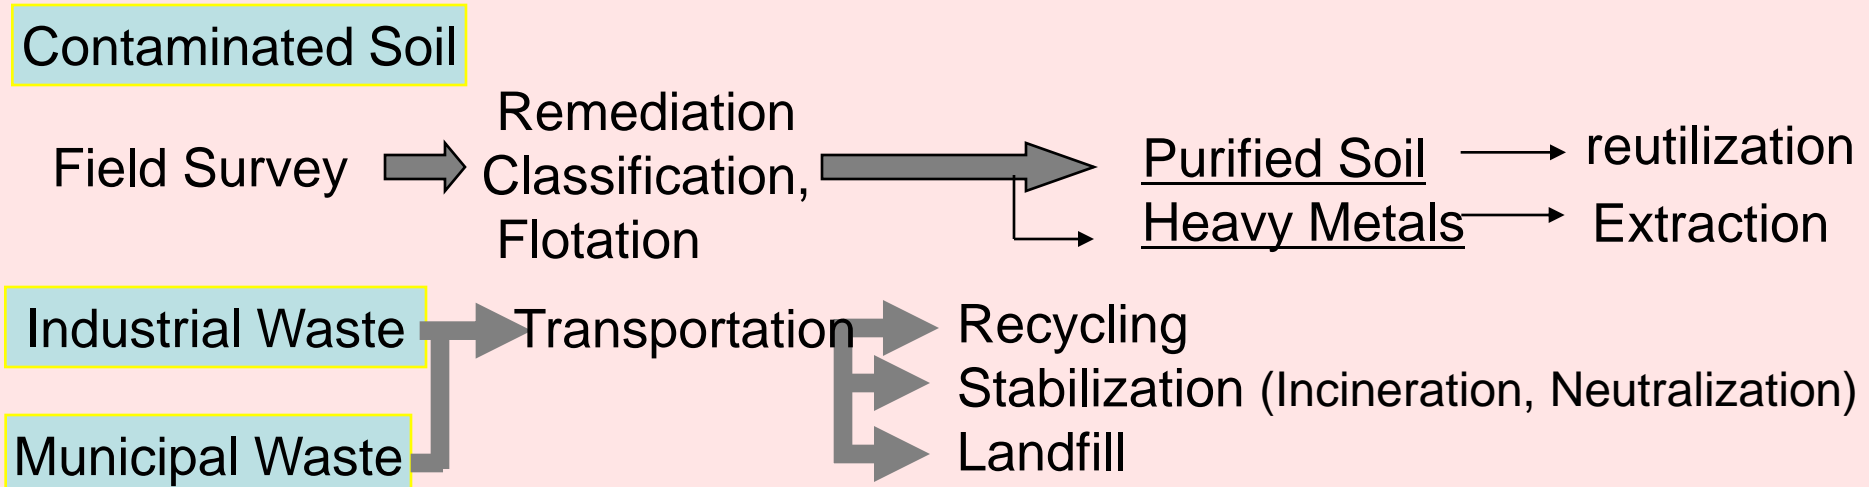 Contaminated Soil
Field Survey
Remediation
Classification,
Flotation
Purified Soil
reutilization
Heavy Metals
Extraction
Industrial Waste
Transportation
Recycling
Stabilization (Incineration, Neutralization)
Municipal Waste
Landfill